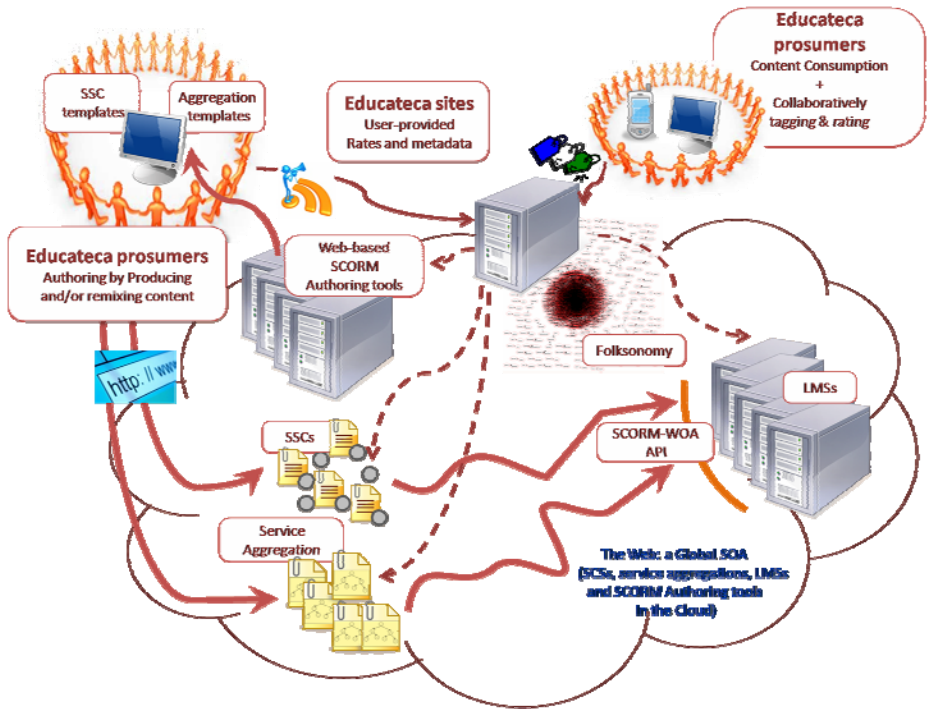 SSC
templates
Aggregation
templates
Educateca sites
User-provided
Rates and metadata
Educateca
prosumers
Content Consumption
+
Collaboratively
tagging & rating
Educateca prosumers
Authoring by Producing
and/or remixing content
Web-based
SCORM
Authoring tools
http: // www
Folksonomy
LMSs
SSCs
SCORM-WOA
API
Service
Aggregation
The Web: a Global SOA
(SCSs, service aggregations, LMSs
and SCORM Authoring tools
in the Cloud)